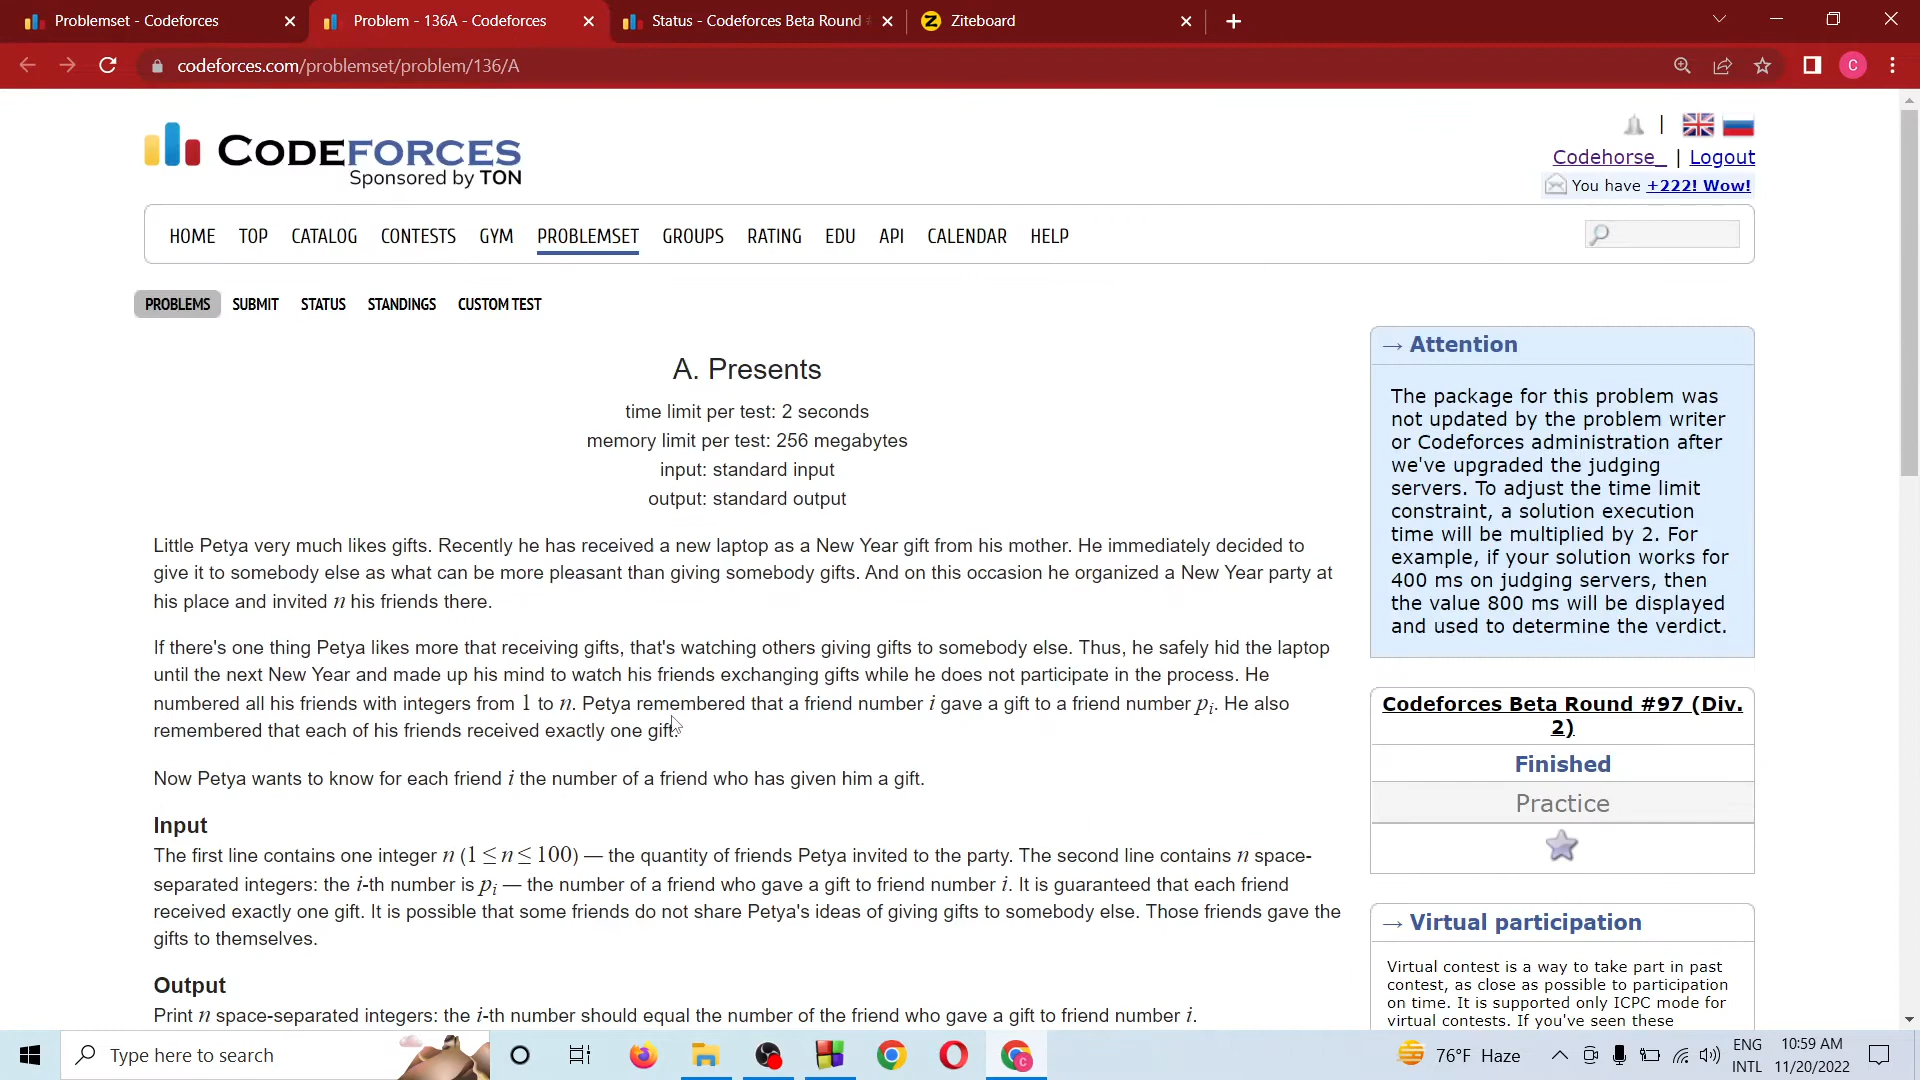 Problemset - Codeforces
Problem - 136A - Codeforces
Status - Codeforces Beta Round
Ziteboard
codeforces.com/problemset/problem/136/A
C
CODEFORCES
Sponsored by TON
Codehorse_ | Logout
You have +222! Wow!
HOME TOP CATALOG CONTESTS GYM PROBLEMSET GROUPS RATING EDU API CALENDAR HELP
PROBLEMS SUBMIT STATUS STANDINGS CUSTOM TEST
A. Presents
time limit per test: 2 seconds
memory limit per test: 256 megabytes
input: standard input
output: standard output
Little Petya very much likes gifts. Recently he has received a new laptop as a New Year gift from his mother. He immediately decided to
give it to somebody else as what can be more pleasant than giving somebody gifts. And on this occasion he organized a New Year party at
his place and invited n his friends there.
If there's one thing Petya likes more that receiving gifts, that's watching others giving gifts to somebody else. Thus, he safely hid the laptop
until the next New Year and made up his mind to watch his friends exchanging gifts while he does not participate in the process. He
numbered all his friends with integers from 1 to n. Petya remembered that a friend number i gave a gift to a friend number pi. He also
remembered that each of his friends received exactly one gift.
Now Petya wants to know for each friend i the number of a friend who has given him a gift.
Input
The first line contains one integer n (1 ≤ n ≤ 100) — the quantity of friends Petya invited to the party. The second line contains n space-
separated integers: the i-th number is pi — the number of a friend who gave a gift to friend number i. It is guaranteed that each friend
received exactly one gift. It is possible that some friends do not share Petya's ideas of giving gifts to somebody else. Those friends gave the
gifts to themselves.
Output
Print n space-separated integers: the i-th number should equal the number of the friend who gave a gift to friend number i.
→ Attention
The package for this problem was
not updated by the problem writer
or Codeforces administration after
we've upgraded the judging
servers. To adjust the time limit
constraint, a solution execution
time will be multiplied by 2. For
example, if your solution works for
400 ms on judging servers, then
the value 800 ms will be displayed
and used to determine the verdict.
Codeforces Beta Round #97 (Div.
2)
Finished
Practice
→ Virtual participation
Virtual contest is a way to take part in past
contest, as close as possible to participation
on time. It is supported only ICPC mode for
virtual contests. If you've seen these
Type here to search
76°F Haze
ENG
INTL
10:59 AM
11/20/2022